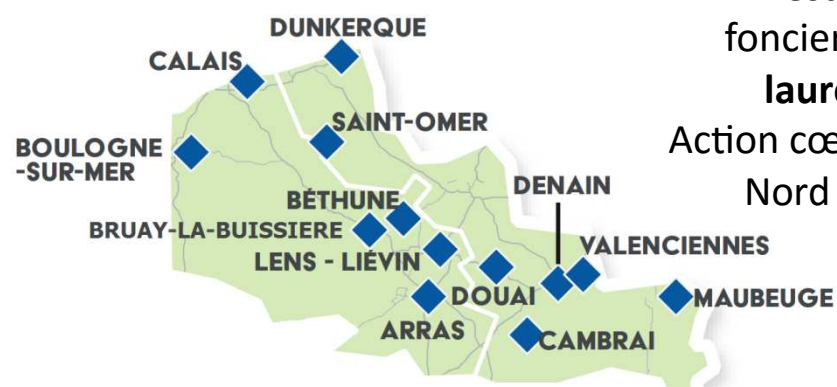 foncier
laure
Action cœ
Nord
DUNKERQUE
CALAIS
SAINT-OMER
BOULOGNE
-SUR-MER
DENAIN
BÉTHUNE
BRUAY-LA-BUISSIERE
VALENCIENNES
LENS - LIÉVIN
DOUAI
MAUBEUGE
ARRAS
CAMBRAI